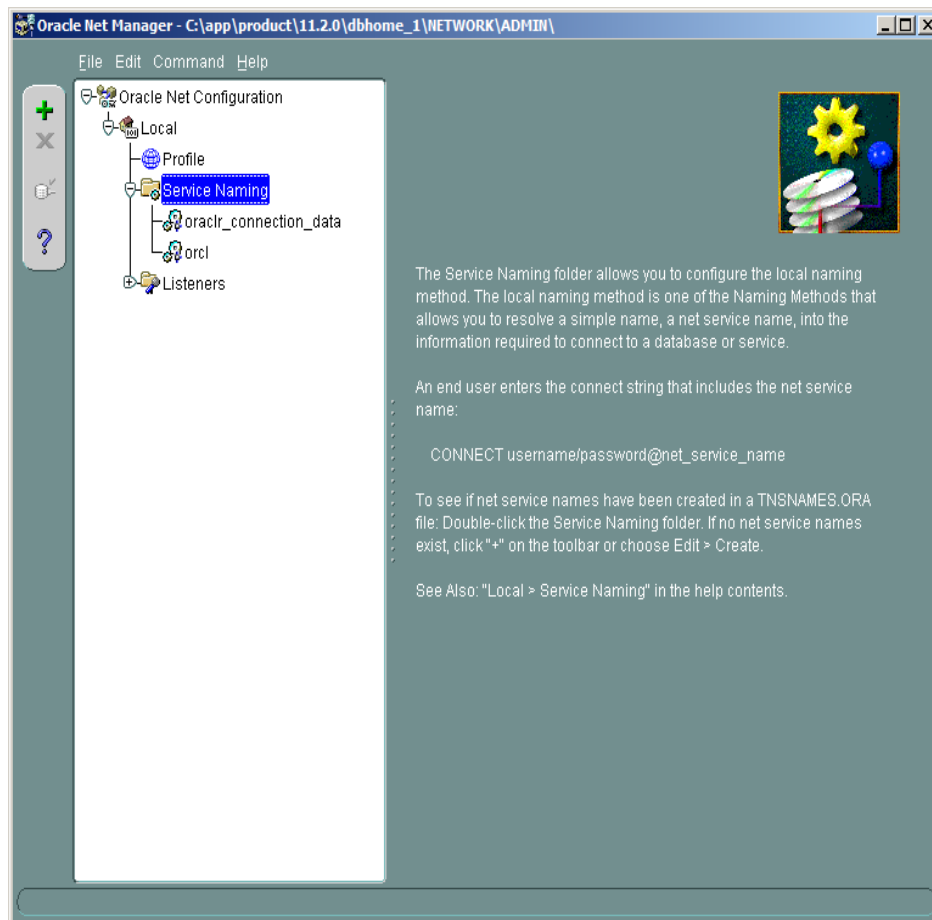 Oracle Net Manager - C:\app\product\11.2.0\dbhome_1\NETWORK\ADMIN\
File Edit Command Help
Oracle Net Configuration
Local
Profile
Service Naming
oraclr_connection_data
orcl
Listeners
The Service Naming folder allows you to configure the local naming
method. The local naming method is one of the Naming Methods that
allows you to resolve a simple name, a net service name, into the
information required to connect to a database or service.
An end user enters the connect string that includes the net service
name:
CONNECT username/password@net_service_name
To see if net service names have been created in a TNSNAMES.ORA
file: Double-click the Service Naming folder. If no net service names
exist, click "+" on the toolbar or choose Edit > Create.
See Also: "Local > Service Naming" in the help contents.